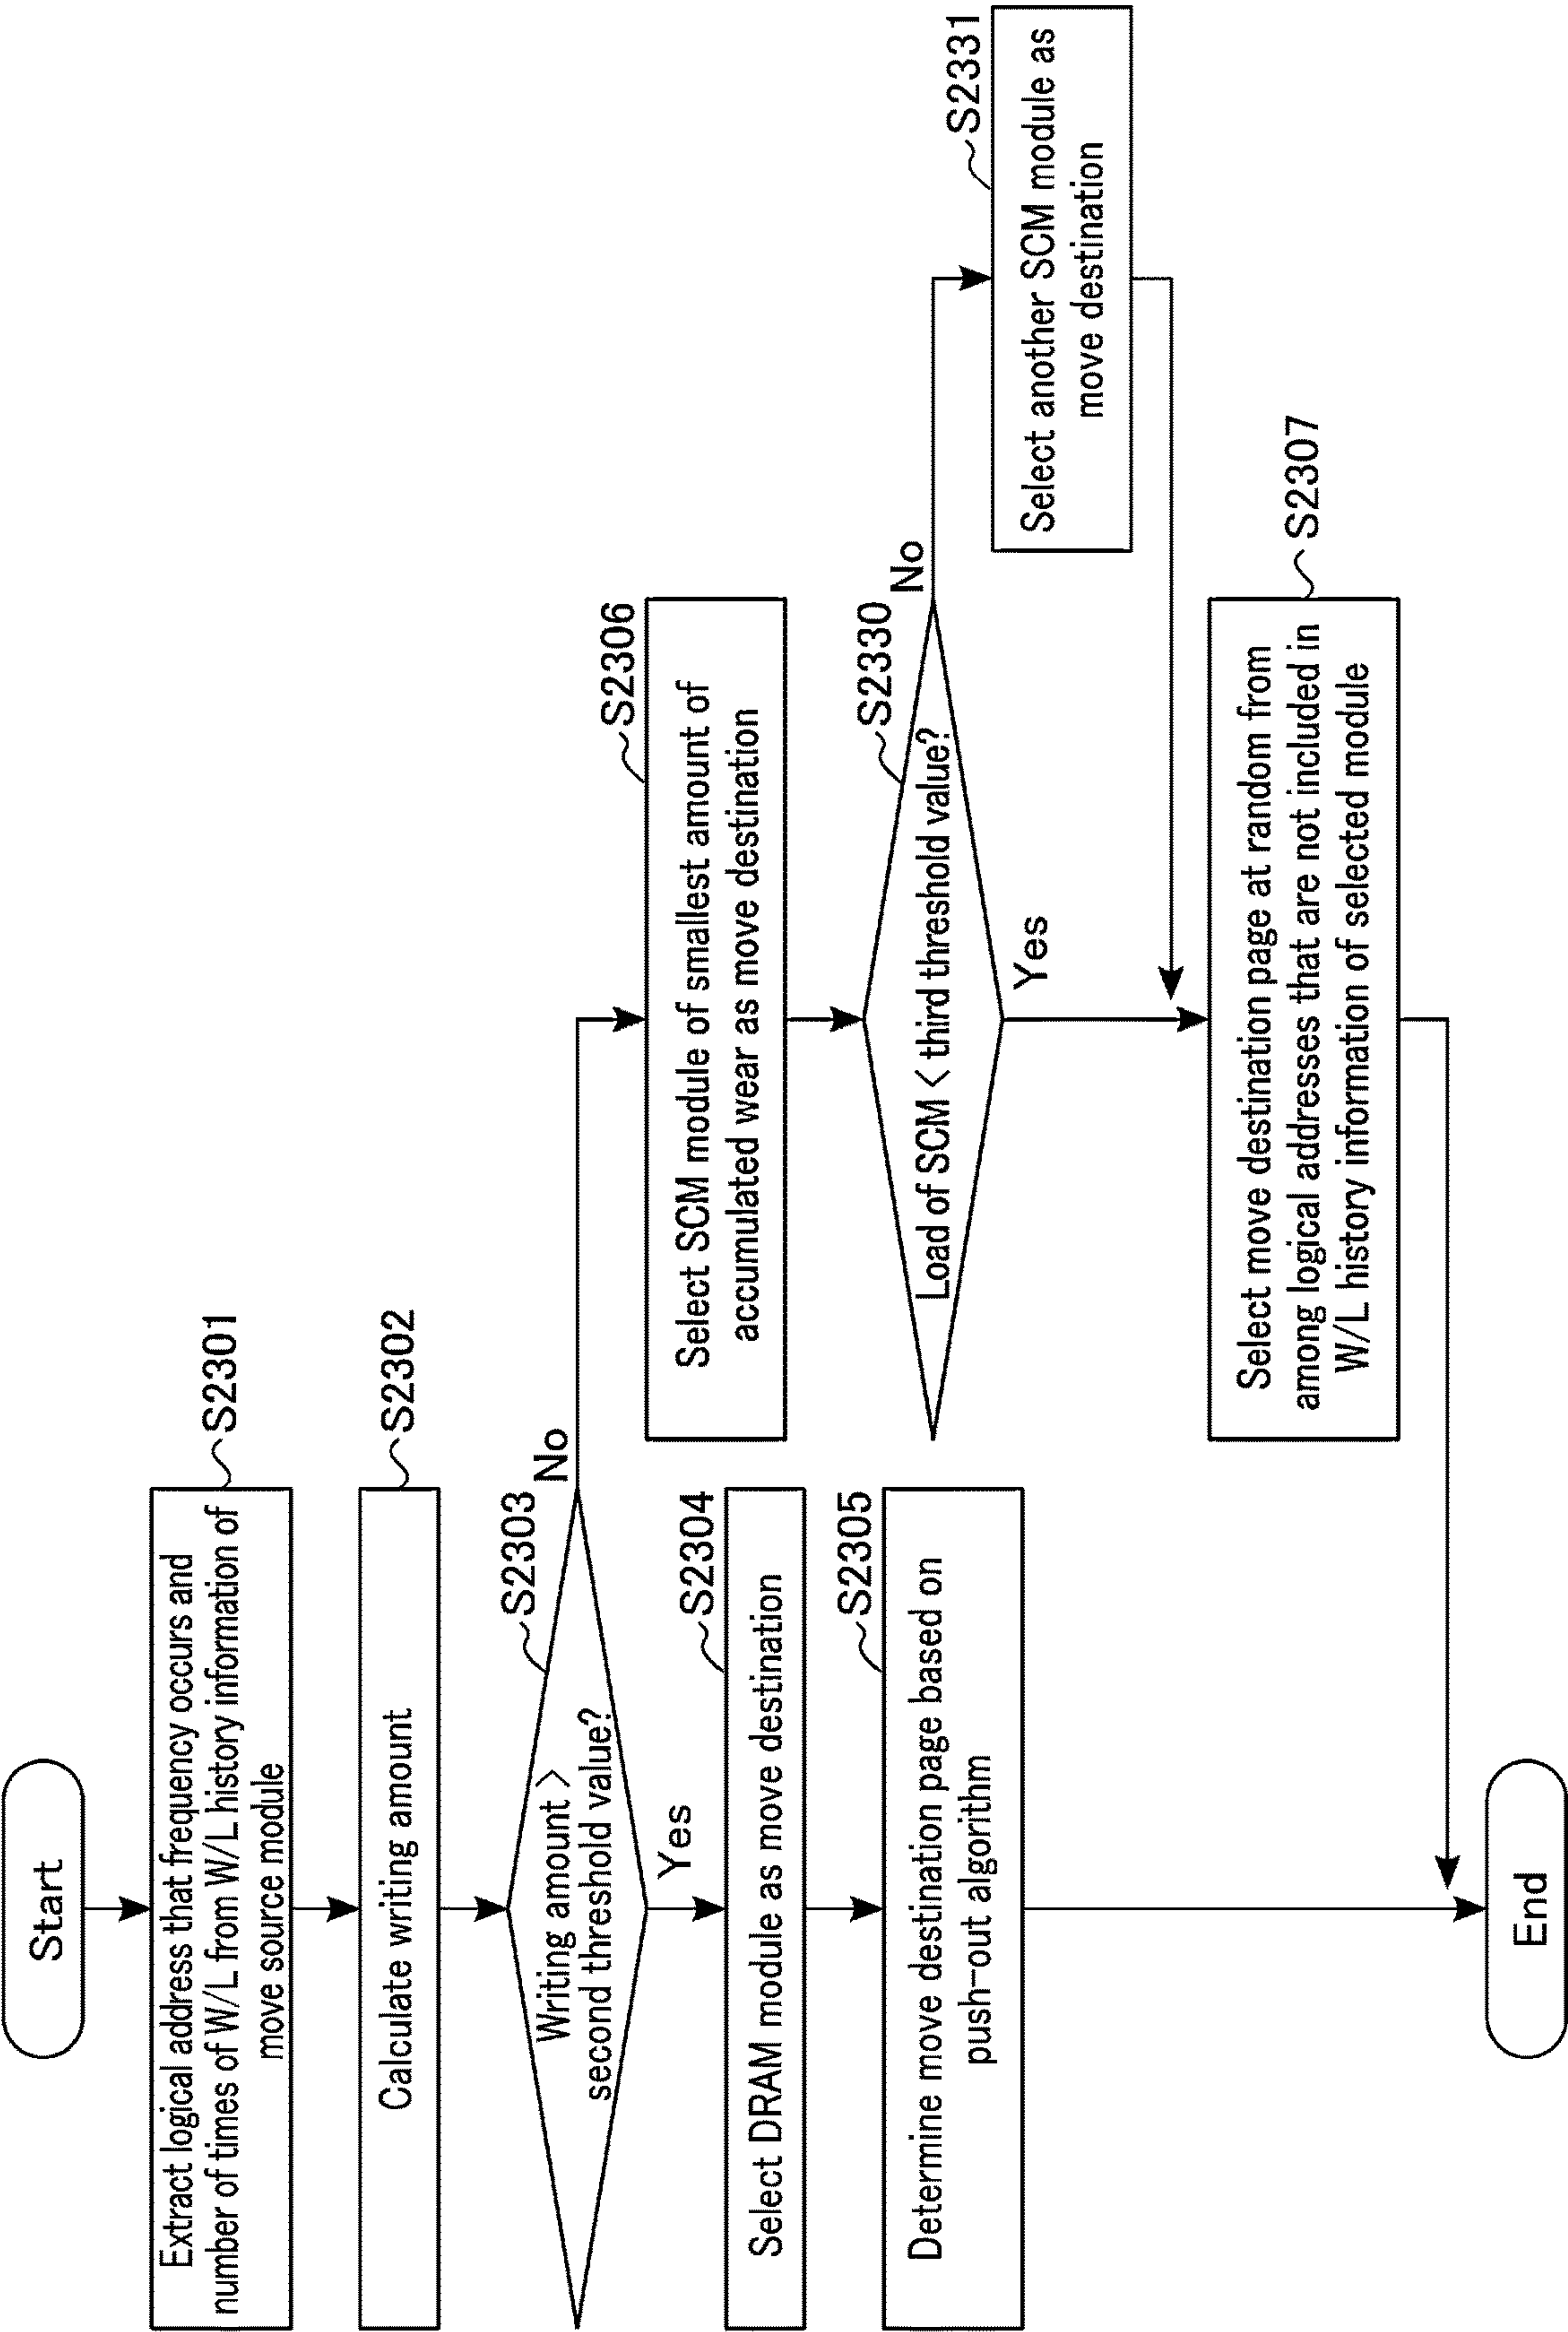 Start
Extract logical address that frequency occurs and
number of times of W/L from W/L history information of
move source module
S2301
Calculate writing amount
S2302
Writing amount >
second threshold value?
S2303
No
Yes
Select DRAM module as move destination
S2304
Determine move destination page based on
push-out algorithm
S2305
Select SCM module of smallest amount of
accumulated wear as move destination
S2306
Load of SCM < third threshold value?
S2330
No
Yes
Select another SCM module as
move destination
S2331
Select move destination page at random from
among logical addresses that are not included in
W/L history information of selected module
S2307
End